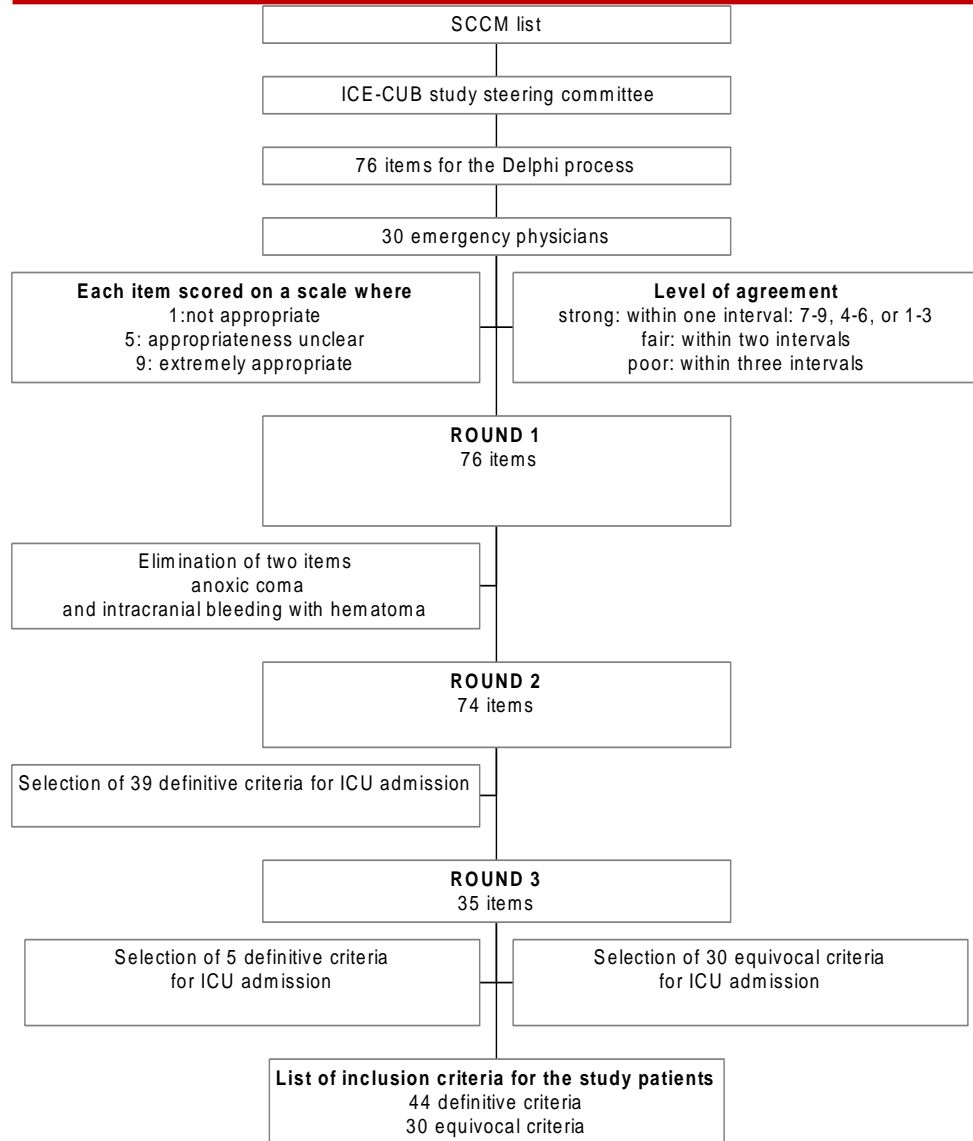 SCCM list
ICE-CUB study steering committee
76 items for the Delphi process
30 emergency physicians
Each item scored on a scale where
1:not appropriate
5: appropriateness unclear
9: extremely appropriate
Level of agreement
strong: within one interval: 7-9, 4-6, or 1-3
fair: within two intervals
poor: within three intervals
ROUND 1
76 items
Elimination of two items
anoxic coma
and intracranial bleeding with hematoma
ROUND 2
74 items
Selection of 39 definitive criteria for ICU admission
ROUND 3
35 items
Selection of 5 definitive criteria
for ICU admission
Selection of 30 equivocal criteria
for ICU admission
List of inclusion criteria for the study patients
44 definitive criteria
30 equivocal criteria